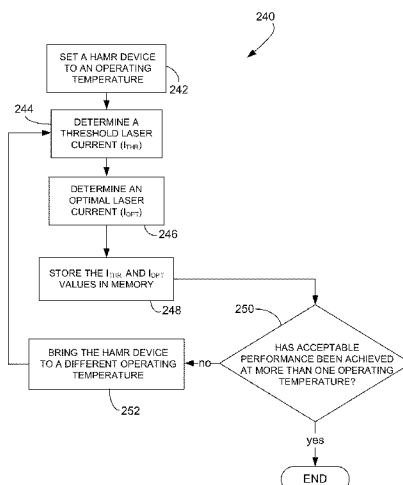 240
SET A HAMR DEVICE
TO AN OPERATING
TEMPERATURE
242
244
DETERMINE A
THRESHOLD LASER
CURRENT (ITHR)
DETERMINE AN
OPTIMAL LASER
CURRENT (IOPT)
246
STORE THE ITHR AND IOPT
VALUES IN MEMORY
248
250
HAS ACCEPTABLE
PERFORMANCE BEEN ACHIEVED
AT MORE THAN ONE OPERATING
TEMPERATURE?
no
BRING THE HAMR DEVICE
TO A DIFFERENT OPERATING
TEMPERATURE
252
yes
END